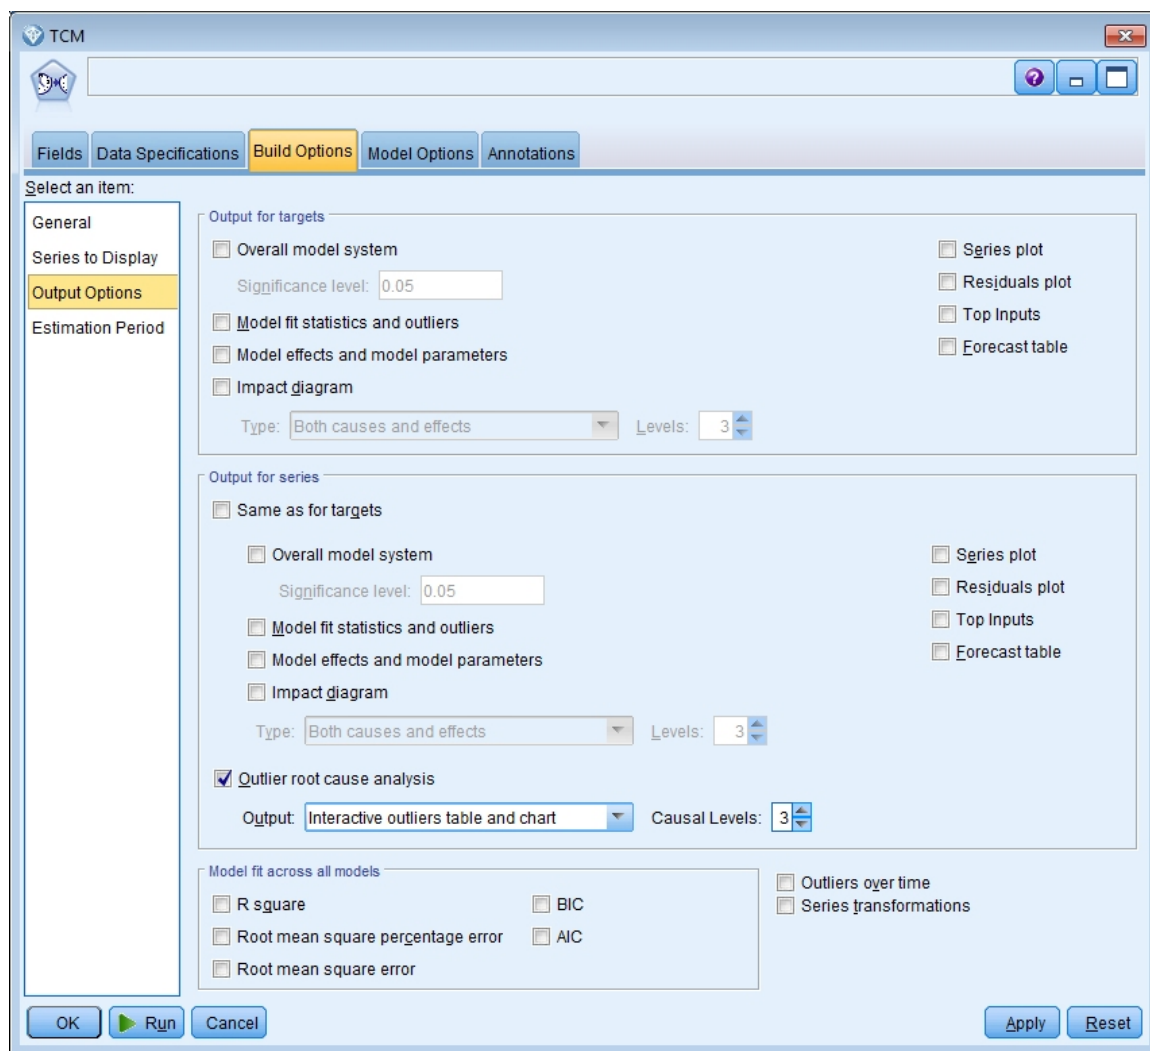 TCM
Fields Data Specifications Build Options Model Options Annotations
Select an item:
General
Series to Display
Output Options
Estimation Period
Output for targets
Overall model system
Significance level: 0.05
Model fit statistics and outliers
Model effects and model parameters
Impact diagram
Type: Both causes and effects Levels: 3
Series plot
Residuals plot
Top Inputs
Forecast table
Output for series
Same as for targets
Overall model system
Significance level: 0.05
Model fit statistics and outliers
Model effects and model parameters
Impact diagram
Type: Both causes and effects Levels: 3
Series plot
Residuals plot
Top Inputs
Forecast table
Outlier root cause analysis
Output: Interactive outliers table and chart Causal Levels: 3
Model fit across all models
R square
BIC
Root mean square percentage error
AIC
Root mean square error
Outliers over time
Series transformations
OK Run Cancel Apply Reset